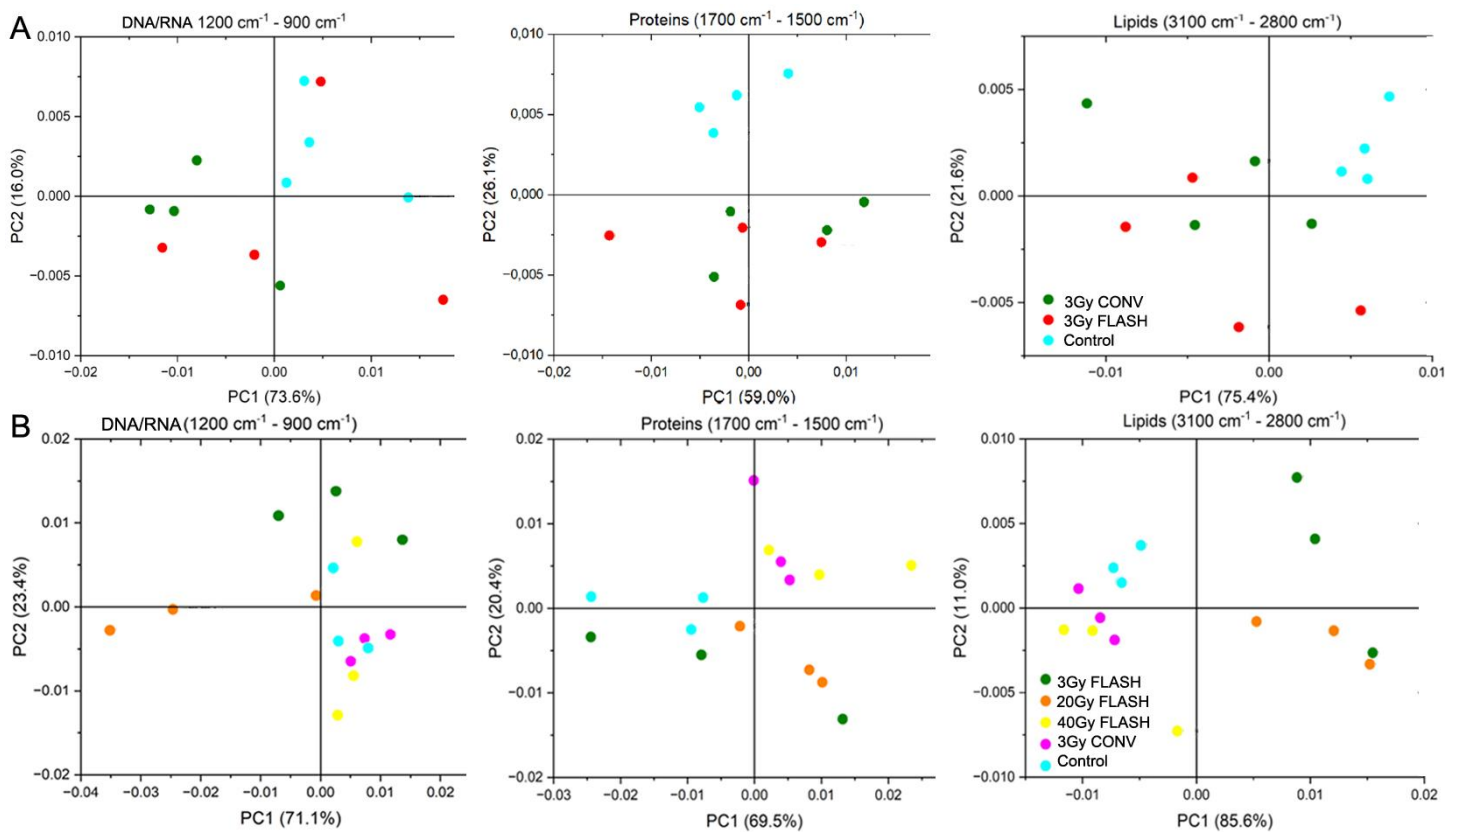 A
DNA/RNA 1200 cm⁻¹ - 900 cm⁻¹
0.010
0.005
0.000
−0.005
−0.010
−0.02
−0.01
0.00
0.01
PC2 (16.0%)
PC1 (73.6%)
Proteins (1700 cm⁻¹ - 1500 cm⁻¹)
0,010
0,005
0,000
−0,005
−0,010
−0,02
−0,01
0,00
0,01
PC2 (26.1%)
PC1 (59.0%)
Lipids (3100 cm⁻¹ - 2800 cm⁻¹)
0.005
0.000
−0.005
−0.01
0.00
0.01
PC2 (21.6%)
PC1 (75.4%)
3Gy CONV
3Gy FLASH
Control
B
DNA/RNA (1200 cm⁻¹ - 900 cm⁻¹)
0.02
0.01
0.00
−0.01
−0.02
−0.04
−0.03
−0.02
−0.01
0.00
0.01
0.02
PC2 (23.4%)
PC1 (71.1%)
Proteins (1700 cm⁻¹ - 1500 cm⁻¹)
0.02
0.01
0.00
−0.01
−0.02
−0.03
−0.02
−0.01
0.00
0.01
0.02
PC2 (20.4%)
PC1 (69.5%)
Lipids (3100 cm⁻¹ - 2800 cm⁻¹)
0.010
0.005
0.000
−0.005
−0.010
−0.01
0.00
0.01
0.02
PC2 (11.0%)
PC1 (85.6%)
3Gy FLASH
20Gy FLASH
40Gy FLASH
3Gy CONV
Control